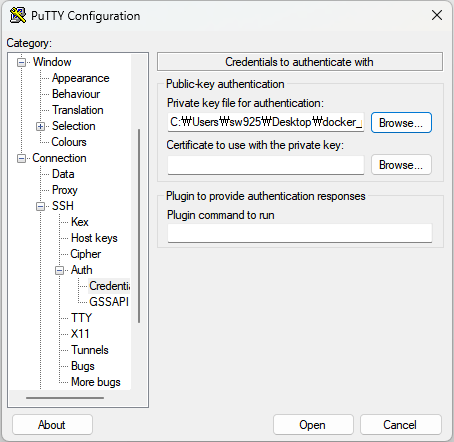 PuTTY Configuration
Category:
Window
Appearance
Behaviour
Translation
Selection
Colours
Connection
Data
Proxy
SSH
Kex
Host keys
Cipher
Auth
Credentia
GSSAPI
TTY
X11
Tunnels
Bugs
More bugs
Credentials to authenticate with
Public-key authentication
Private key file for authentication:
C:₩Users₩sw925₩Desktop₩docker_
Browse...
Certificate to use with the private key:
Browse...
Plugin to provide authentication responses
Plugin command to run
About
Open
Cancel